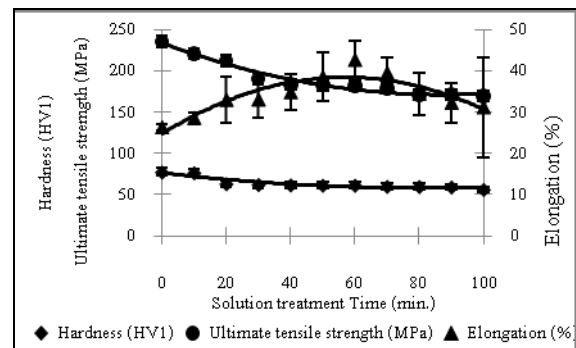 Hardness (HV1)
Ultimate tensile stremgth (MPa)
250
200
150
100
50
0
50
40
30
20
10
0
Elongation (%)
0 20 40 60 80 100
Solution treatment Time (min.)
Hardness (HV1) Ultimate tensile strength (MPa) Elongation (%)